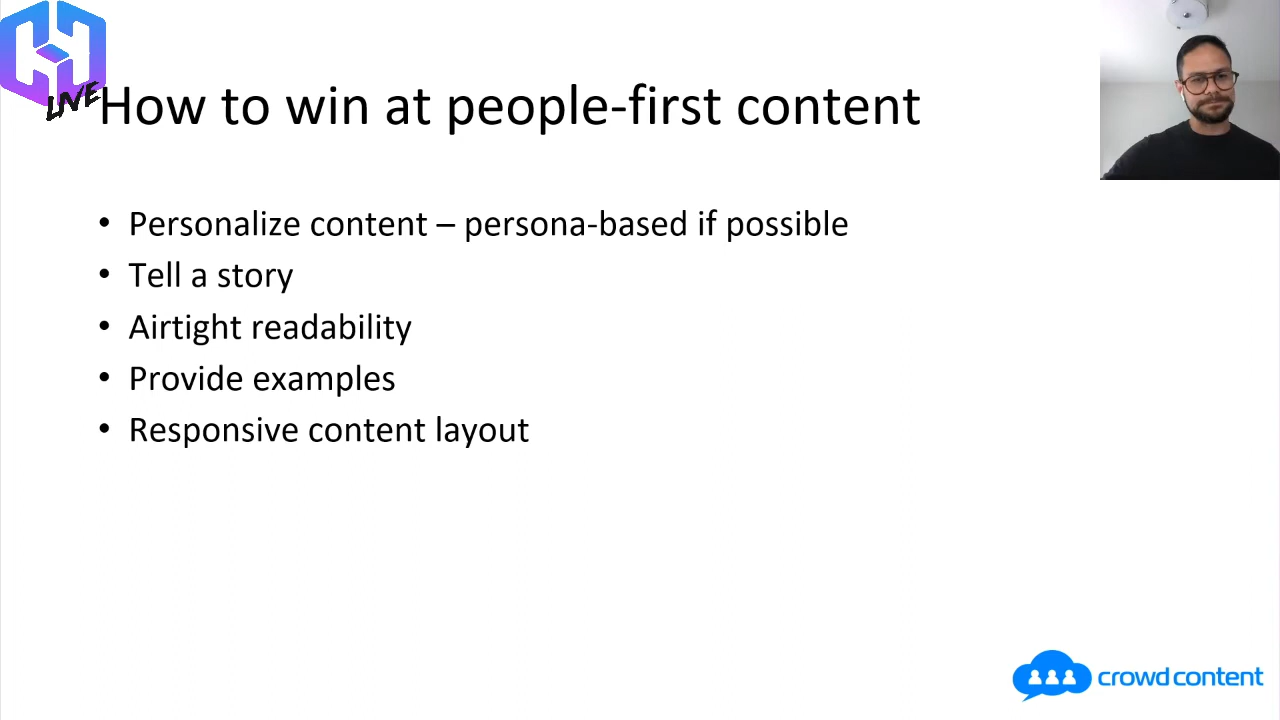 LIVE
How to win at people-first content
• Personalize content – persona-based if possible
• Tell a story
• Airtight readability
• Provide examples
• Responsive content layout
crowd content